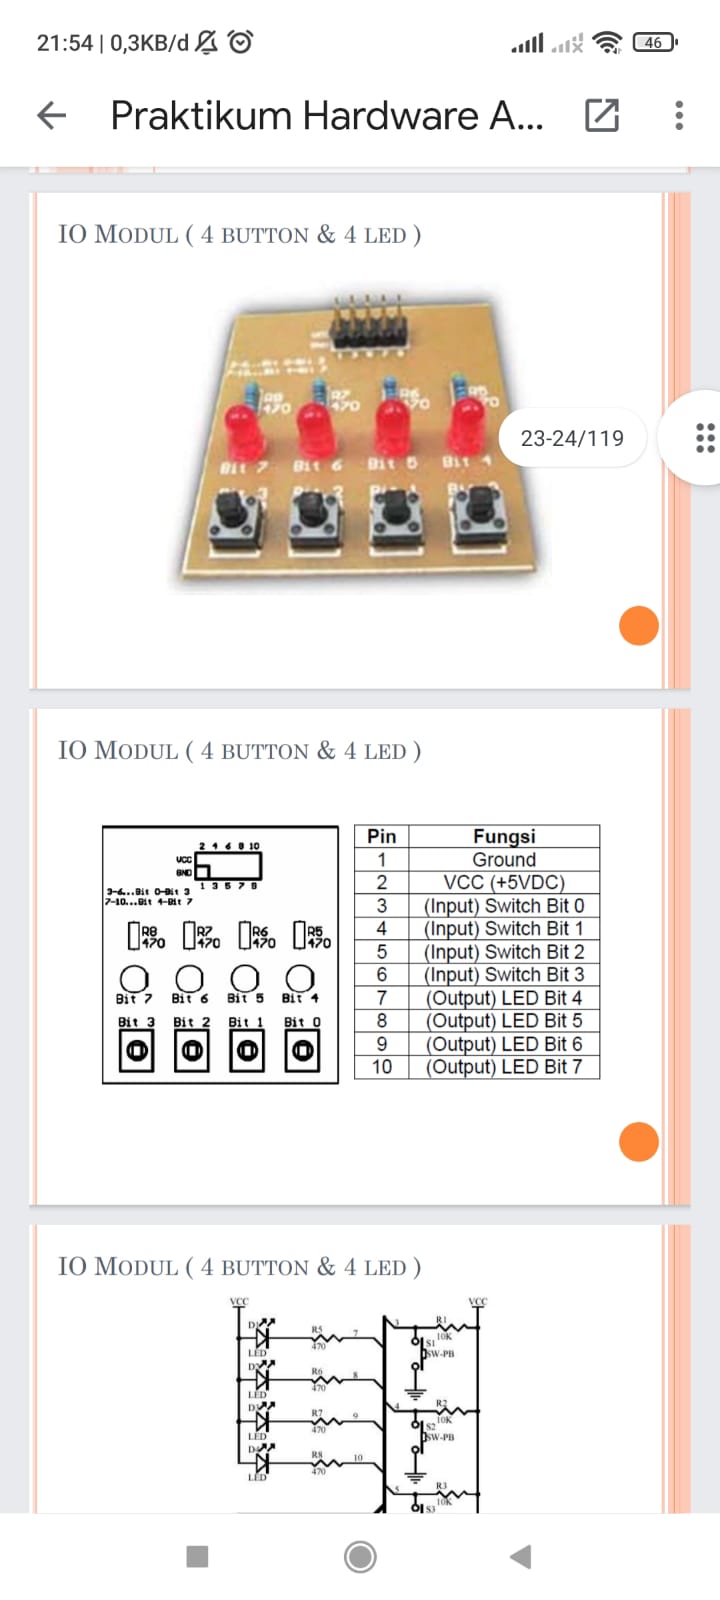 21:54 | 0,3KB/d
46
Praktikum Hardware A...
IO MODUL ( 4 BUTTON & 4 LED )
470
R7
470
R6
70
R5
70
Bit 7
Bit 6
Bit 5
Bit 4
23-24/119
IO MODUL ( 4 BUTTON & 4 LED )
2 4 6 8 10
VCC
GND
1 3 5 7 9
3-6...Bit 0-Bit 3
7-10...Bit 4-Bit 7
R8 470
R7 470
R6 470
R5 470
Bit 7 Bit 6 Bit 5 Bit 4
Bit 3 Bit 2 Bit 1 Bit 0
Pin Fungsi
1 Ground
2 VCC (+5VDC)
3 (Input) Switch Bit 0
4 (Input) Switch Bit 1
5 (Input) Switch Bit 2
6 (Input) Switch Bit 3
7 (Output) LED Bit 4
8 (Output) LED Bit 5
9 (Output) LED Bit 6
10 (Output) LED Bit 7
IO MODUL ( 4 BUTTON & 4 LED )
VCC
LED
R5
470
7
LED
R6
470
8
LED
R7
470
9
LED
R8
470
10
VCC
3
R1
10K
S1
SW-PB
4
R2
10K
S2
SW-PB
5
R3
10K
S3